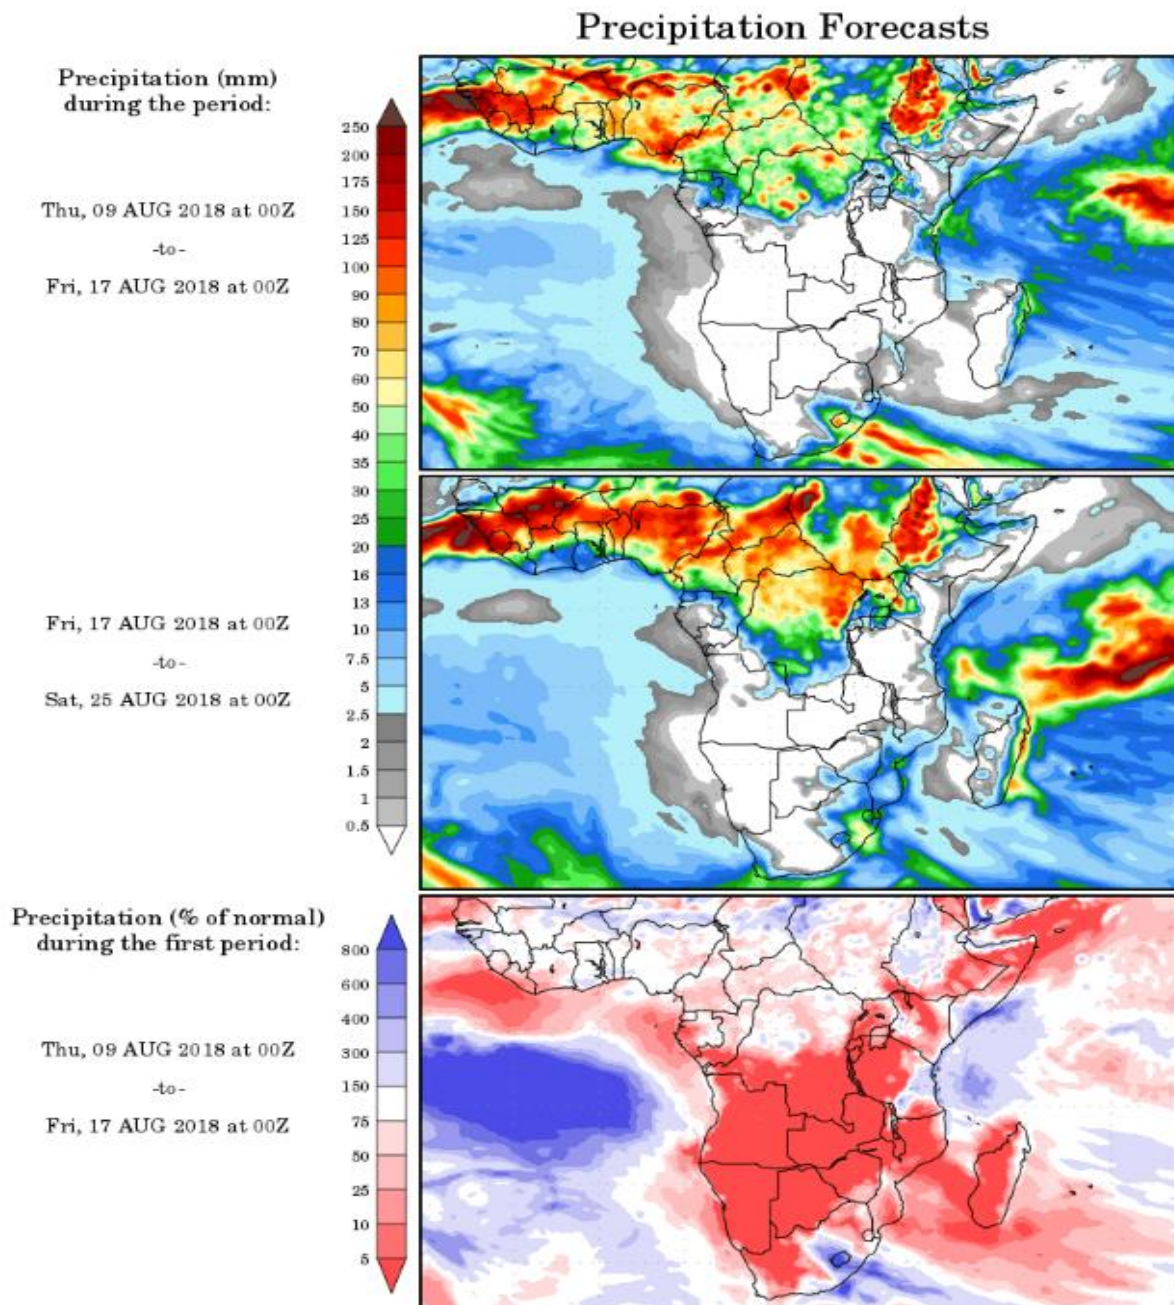 Precipitation Forecasts
Precipitation (mm)
during the period:
Thu, 09 AUG 2018 at 00Z
-to-
Fri, 17 AUG 2018 at 00Z
250
200
175
150
125
100
90
80
70
60
50
40
35
30
25
20
16
13
10
7.5
5
2.5
2
1.5
1
0.5
Fri, 17 AUG 2018 at 00Z
-to-
Sat, 25 AUG 2018 at 00Z
Precipitation (% of normal)
during the first period:
Thu, 09 AUG 2018 at 00Z
-to-
Fri, 17 AUG 2018 at 00Z
800
600
400
300
150
75
50
25
10
5